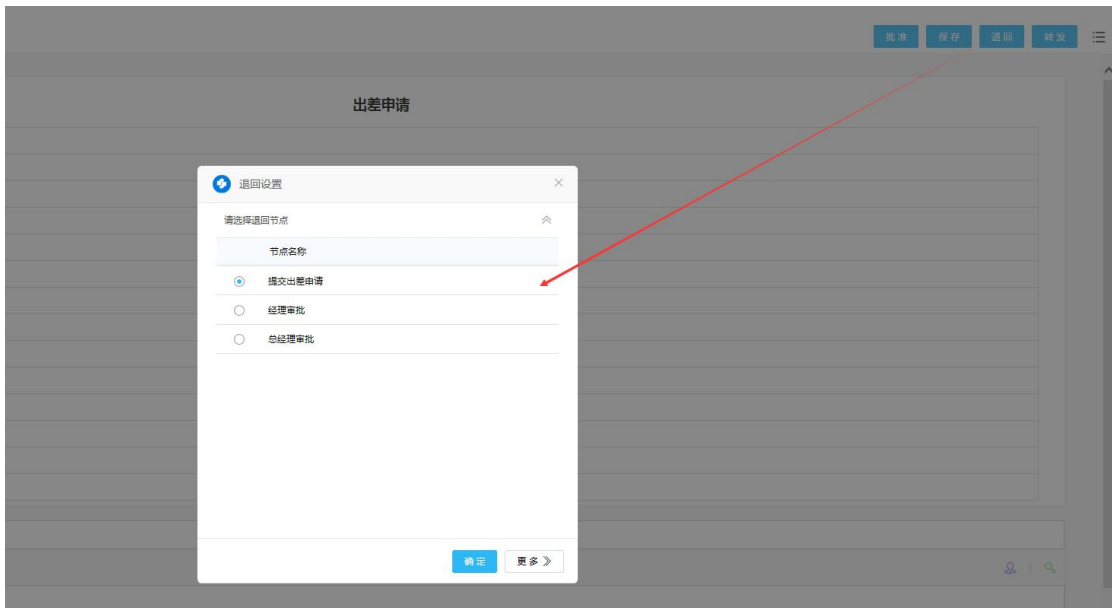 批准 保存 退回 转发
出差申请
退回设置
请选择退回节点
节点名称
提交出差申请
经理审批
总经理审批
确定 更多